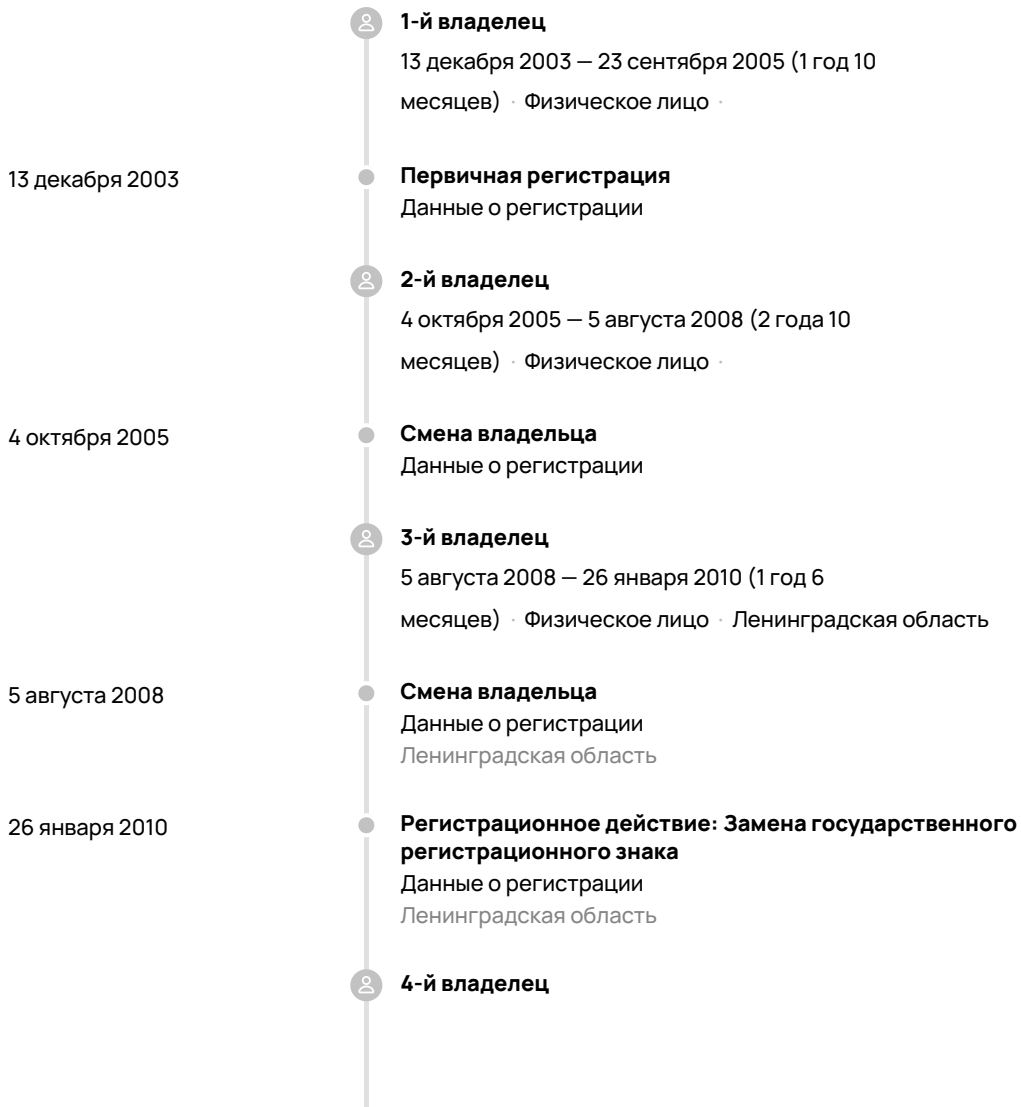 1-й владелец
13 декабря 2003 — 23 сентября 2005 (1 год 10
месяцев) · Физическое лицо ·
13 декабря 2003
Первичная регистрация
Данные о регистрации
2-й владелец
4 октября 2005 — 5 августа 2008 (2 года 10
месяцев) · Физическое лицо ·
4 октября 2005
Смена владельца
Данные о регистрации
3-й владелец
5 августа 2008 — 26 января 2010 (1 год 6
месяцев) · Физическое лицо · Ленинградская область
5 августа 2008
Смена владельца
Данные о регистрации
Ленинградская область
26 января 2010
Регистрационное действие: Замена государственного
регистрационного знака
Данные о регистрации
Ленинградская область
4-й владелец